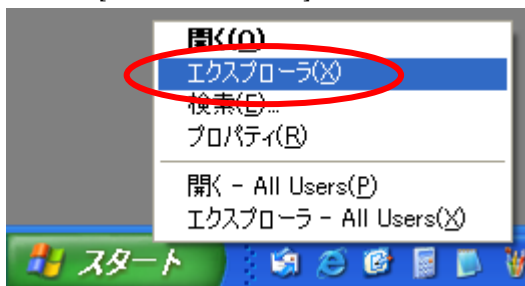 開く(O)
エクスプローラ(X)
検索(E)...
プロパティ(R)
開く - All Users(P)
エクスプローラ - All Users(X)
スタート